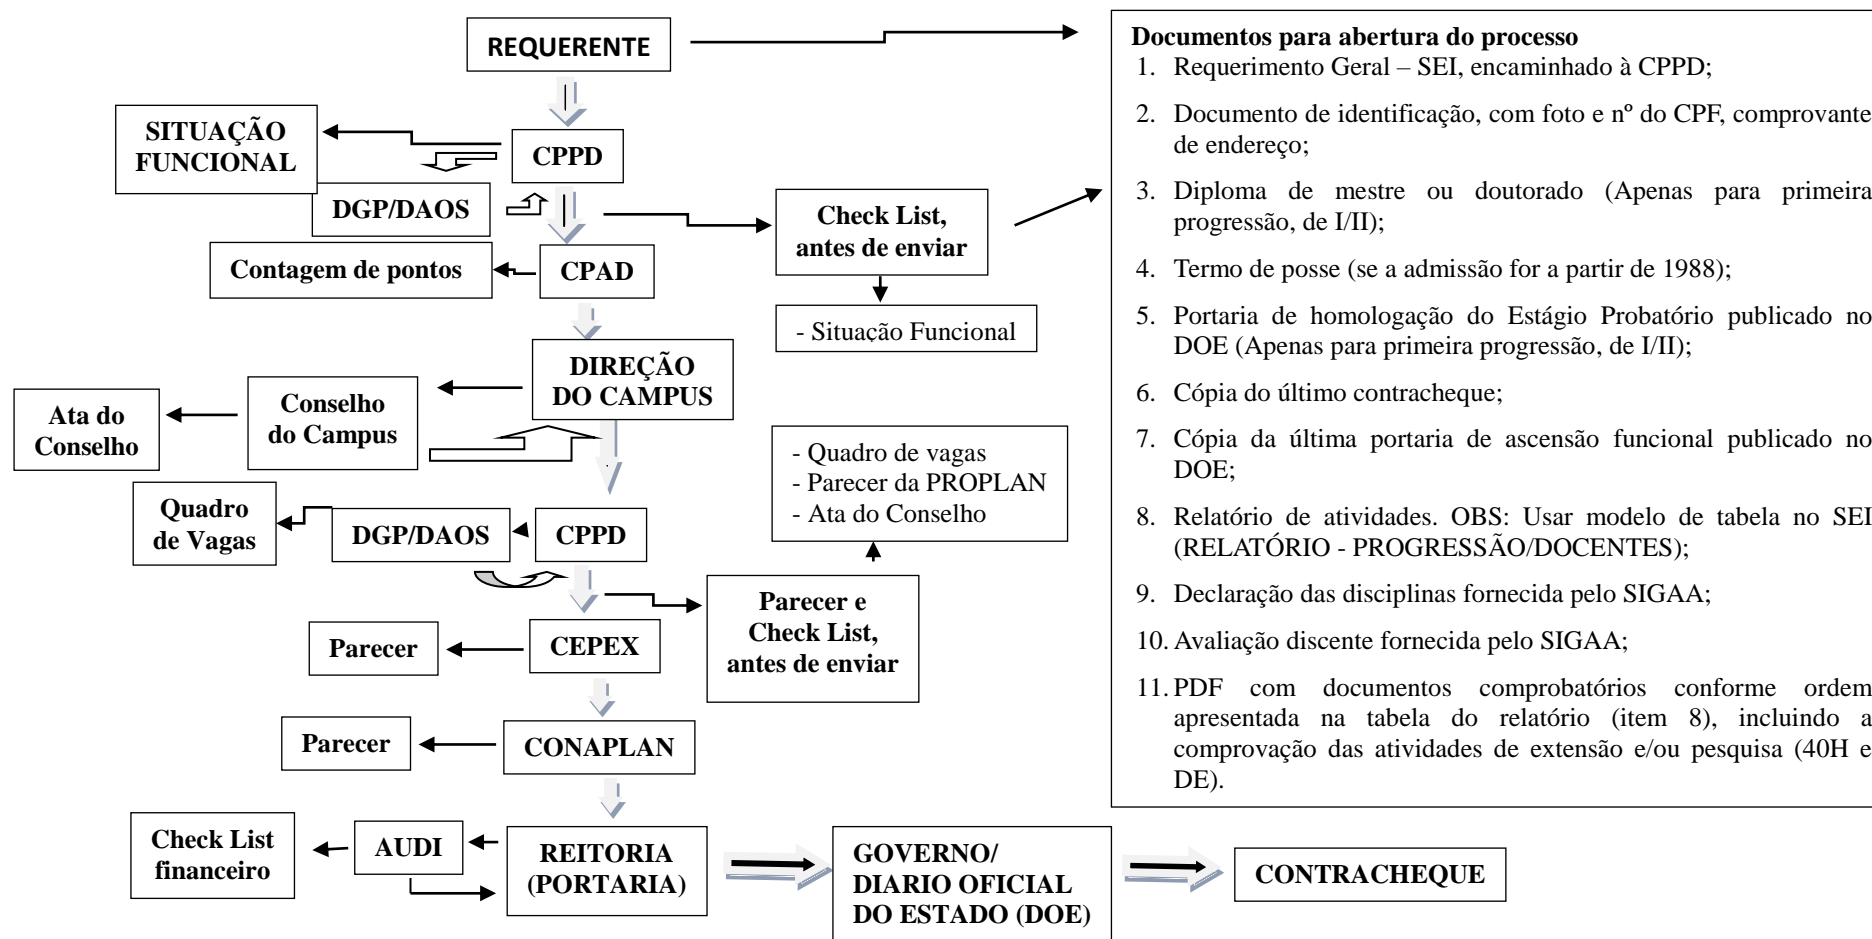 REQUERENTE
SITUAÇÃO
FUNCIONAL
CPPD
DGP/DAOS
Check List,
antes de enviar
Contagem de pontos
CPAD
- Situação Funcional
DIREÇÃO
DO CAMPUS
Conselho
do Campus
Ata do
Conselho
- Quadro de vagas
- Parecer da PROPLAN
- Ata do Conselho
Quadro
de Vagas
DGP/DAOS
CPPD
Parecer e
Check List,
antes de enviar
Parecer
CEPEX
Parecer
CONAPLAN
Check List
financeiro
AUDI
REITORIA
(PORTARIA)
GOVERNO/
DIARIO OFICIAL
DO ESTADO (DOE)
CONTRACHEQUE
Documentos para abertura do processo
1. Requerimento Geral – SEI, encaminhado à CPPD;
2. Documento de identificação, com foto e nº do CPF, comprovante
de endereço;
3. Diploma de mestre ou doutorado (Apenas para primeira
progressão, de I/II);
4. Termo de posse (se a admissão for a partir de 1988);
5. Portaria de homologação do Estágio Probatório publicado no
DOE (Apenas para primeira progressão, de I/II);
6. Cópia do último contracheque;
7. Cópia da última portaria de ascensão funcional publicado no
DOE;
8. Relatório de atividades. OBS: Usar modelo de tabela no SEI
(RELATÓRIO - PROGRESSÃO/DOCENTES);
9. Declaração das disciplinas fornecida pelo SIGAA;
10. Avaliação discente fornecida pelo SIGAA;
11. PDF com documentos comprobatórios conforme ordem
apresentada na tabela do relatório (item 8), incluindo a
comprovação das atividades de extensão e/ou pesquisa (40H e
DE).